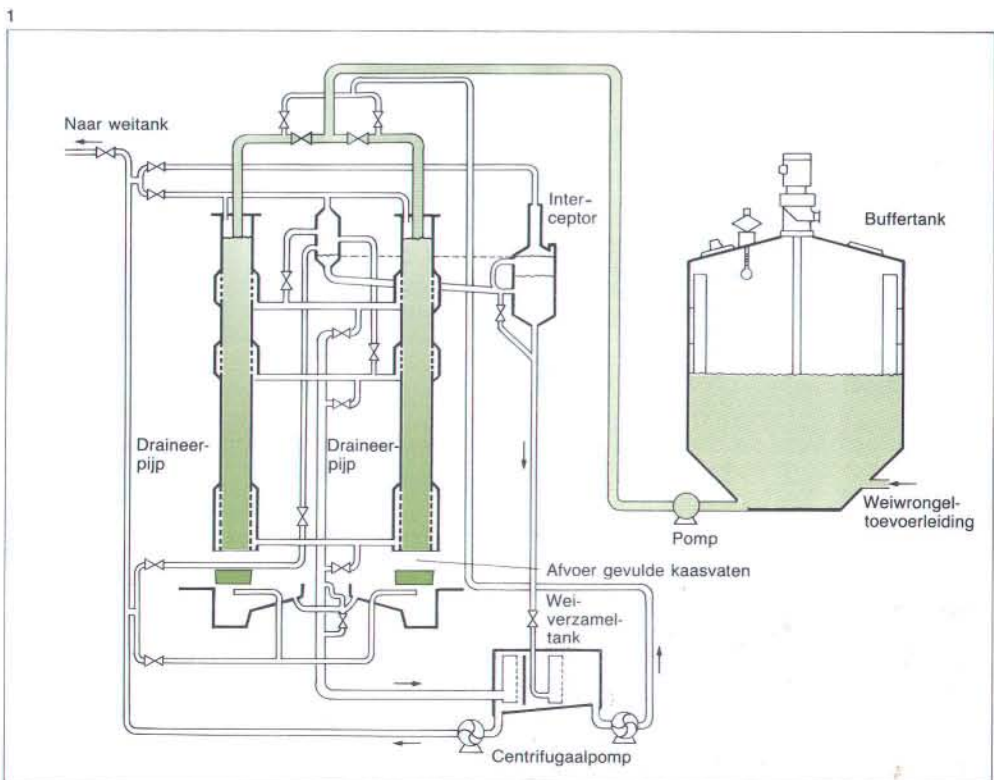 1
Naar weitank
Inter-
ceptor
Buffertank
Draineer-
pijp
Draineer-
pijp
Weiwrongel-
toevoerleiding
Pomp
Afvoer gevulde kaasvaten
Wei-
verzamel-
tank
Centrifugaalpomp